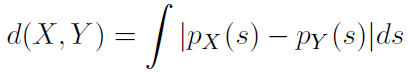 d(X, Y) = ∫ |p_X(s) − p_Y(s)|ds